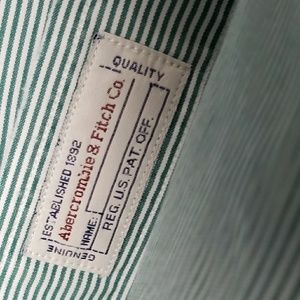 QUALITY
ESTABLISHED 1892
Abercrombie & Fitch Co.
NAME:
REG. U.S. PAT. OFF.
GENUINE